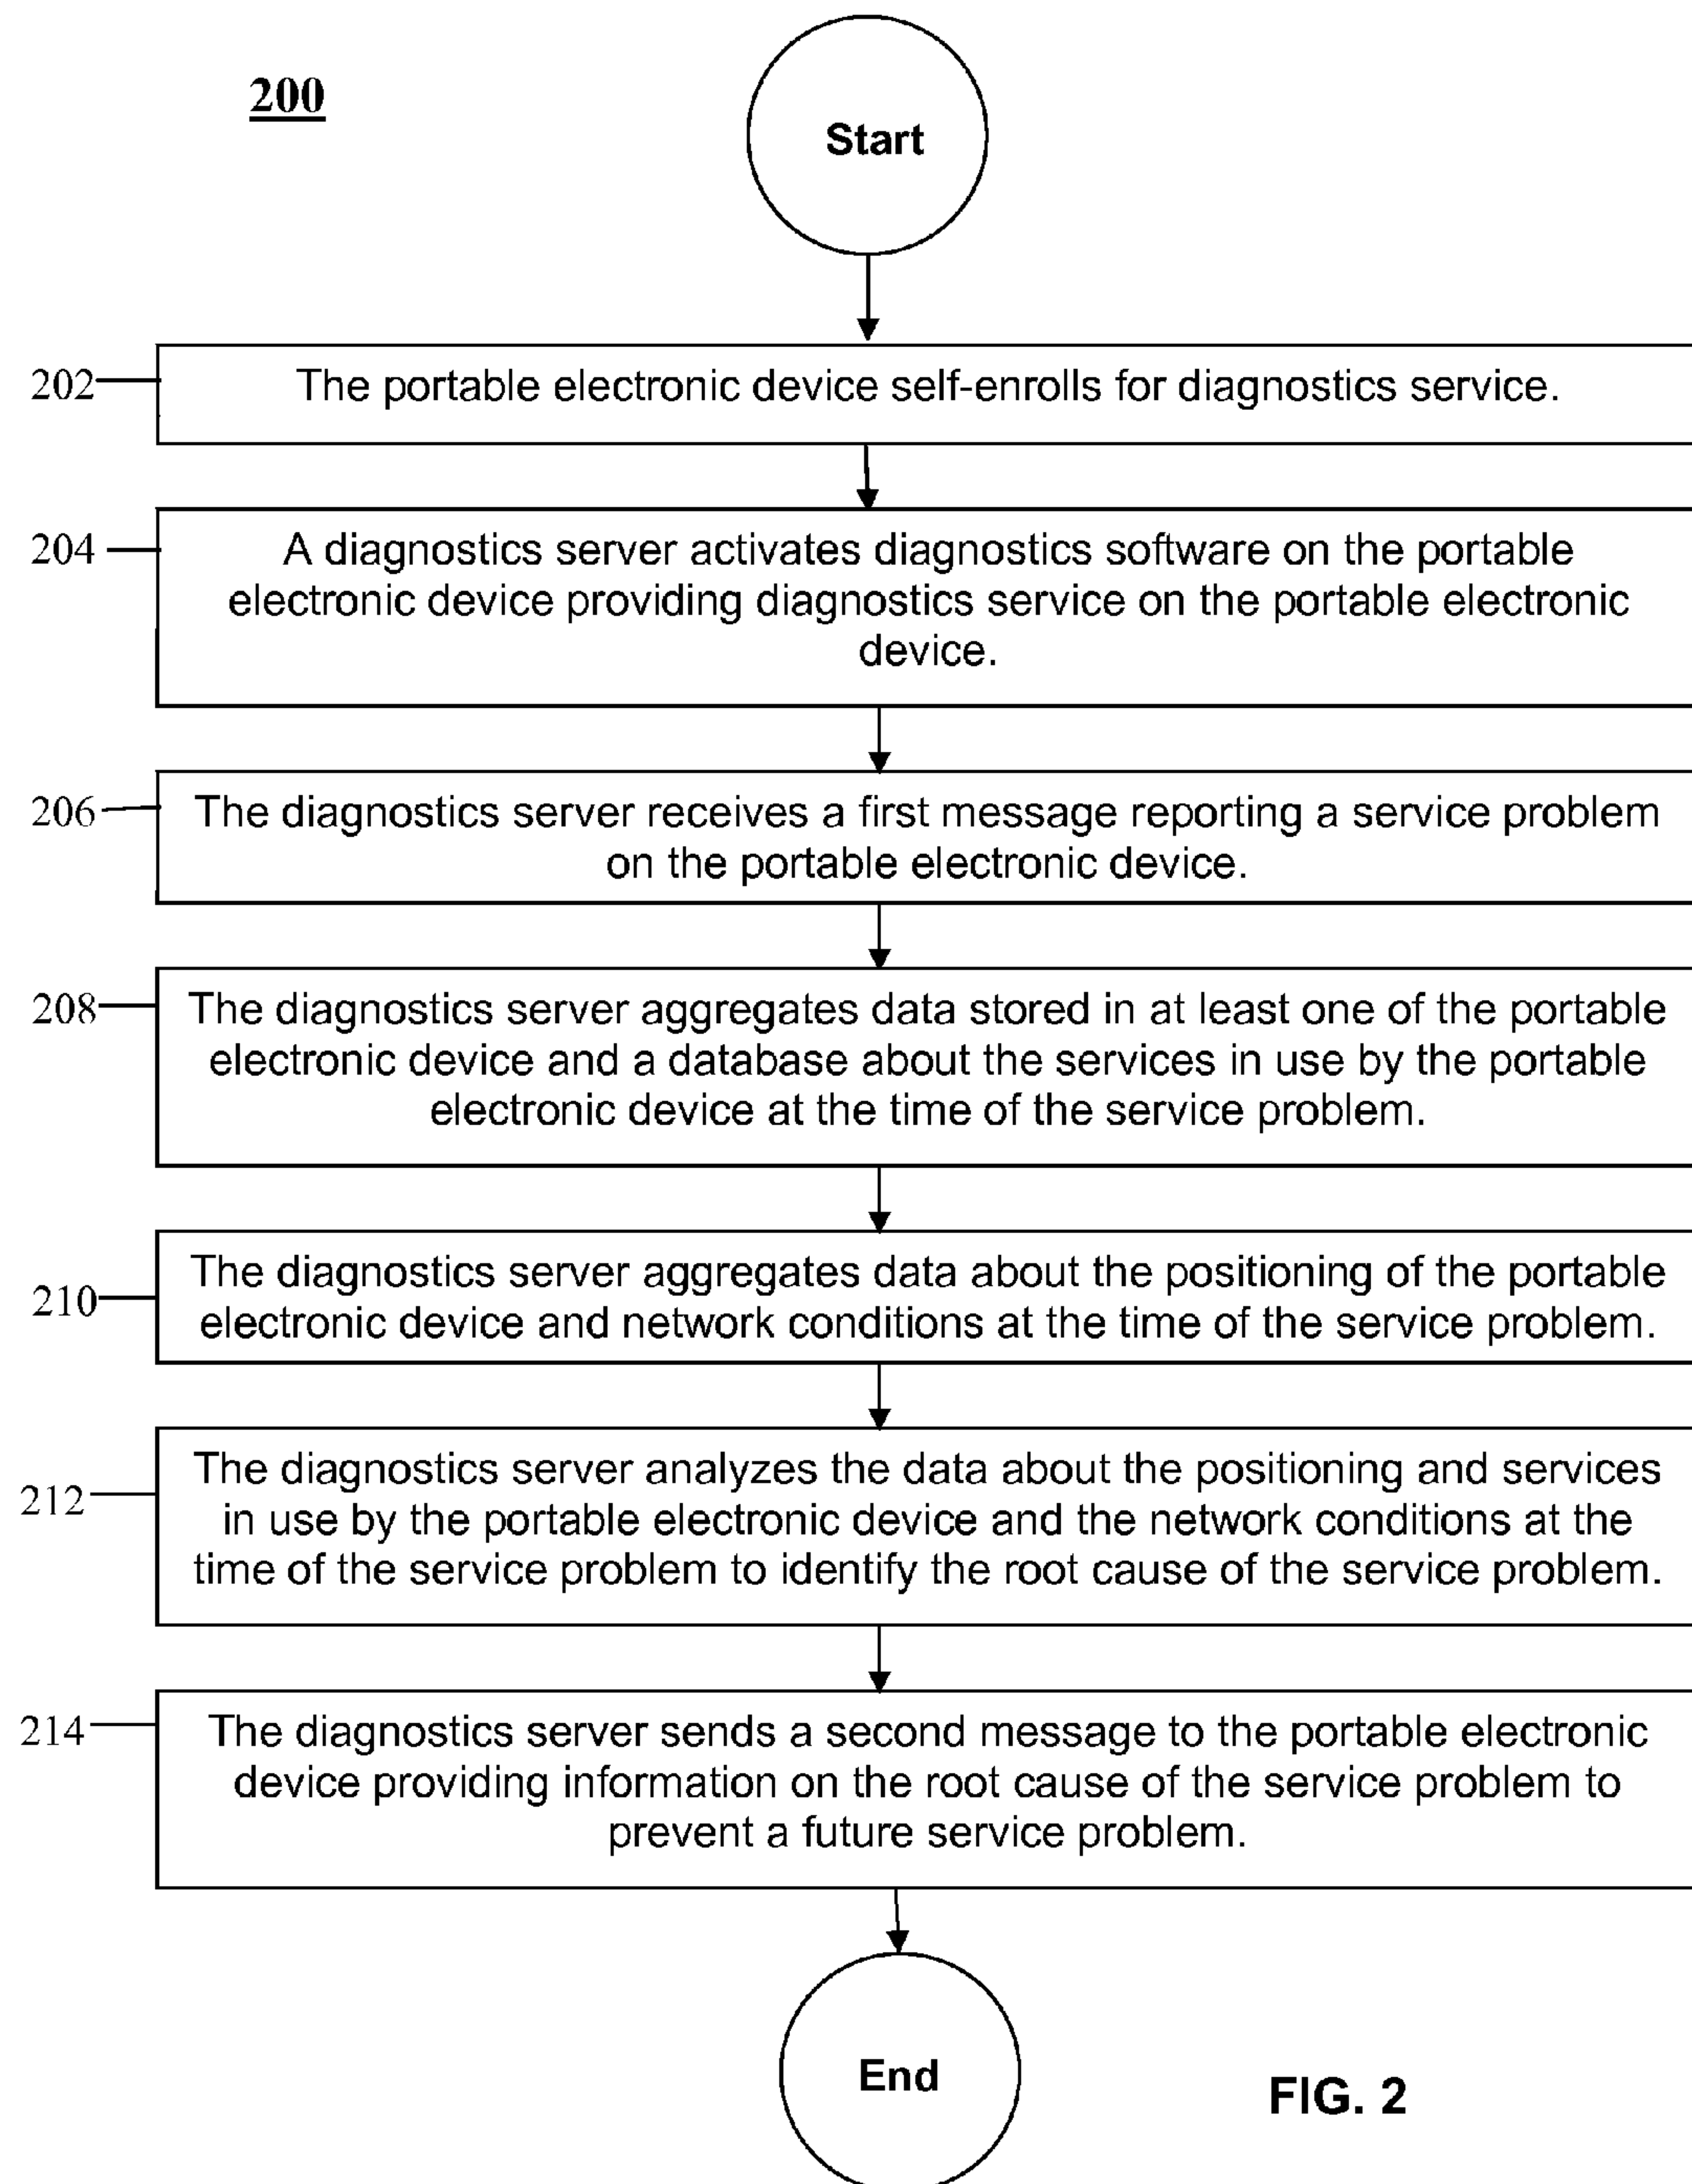 200
Start
202
The portable electronic device self-enrolls for diagnostics service.
204
A diagnostics server activates diagnostics software on the portable
electronic device providing diagnostics service on the portable electronic
device.
206
The diagnostics server receives a first message reporting a service problem
on the portable electronic device.
208
The diagnostics server aggregates data stored in at least one of the portable
electronic device and a database about the services in use by the portable
electronic device at the time of the service problem.
210
The diagnostics server aggregates data about the positioning of the portable
electronic device and network conditions at the time of the service problem.
212
The diagnostics server analyzes the data about the positioning and services
in use by the portable electronic device and the network conditions at the
time of the service problem to identify the root cause of the service problem.
214
The diagnostics server sends a second message to the portable electronic
device providing information on the root cause of the service problem to
prevent a future service problem.
End
FIG. 2